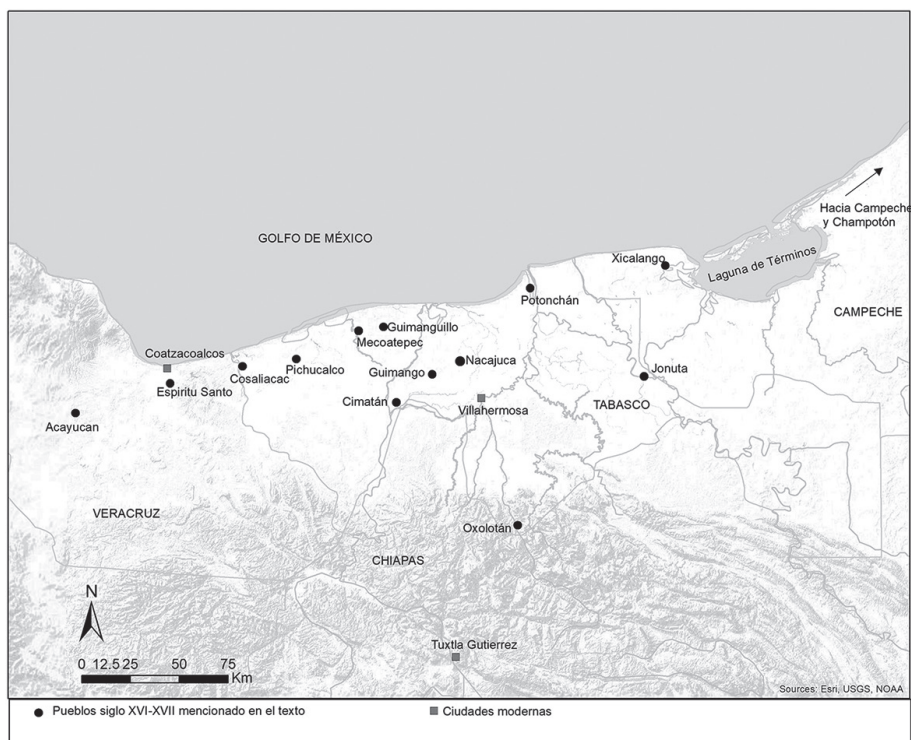 Hacia Campeche
y Champotón
GOLFO DE MÉXICO
Xicalango
Laguna de Términos
Potonchán
CAMPECHE
Guimanguillo
Mecoatepec
Coatzacoalcos
Nacajuca
Pichucalco
Guimango
Jonuta
Cosaliacac
Espiritu Santo
Cimatán
Villahermosa
TABASCO
Acayucan
VERACRUZ
Oxolotán
CHIAPAS
N
Tuxtla Gutierrez
0 12.5 25 50 75
Km
Sources: Esri, USGS, NOAA
Pueblos siglo XVI-XVII mencionado en el texto
Ciudades modernas